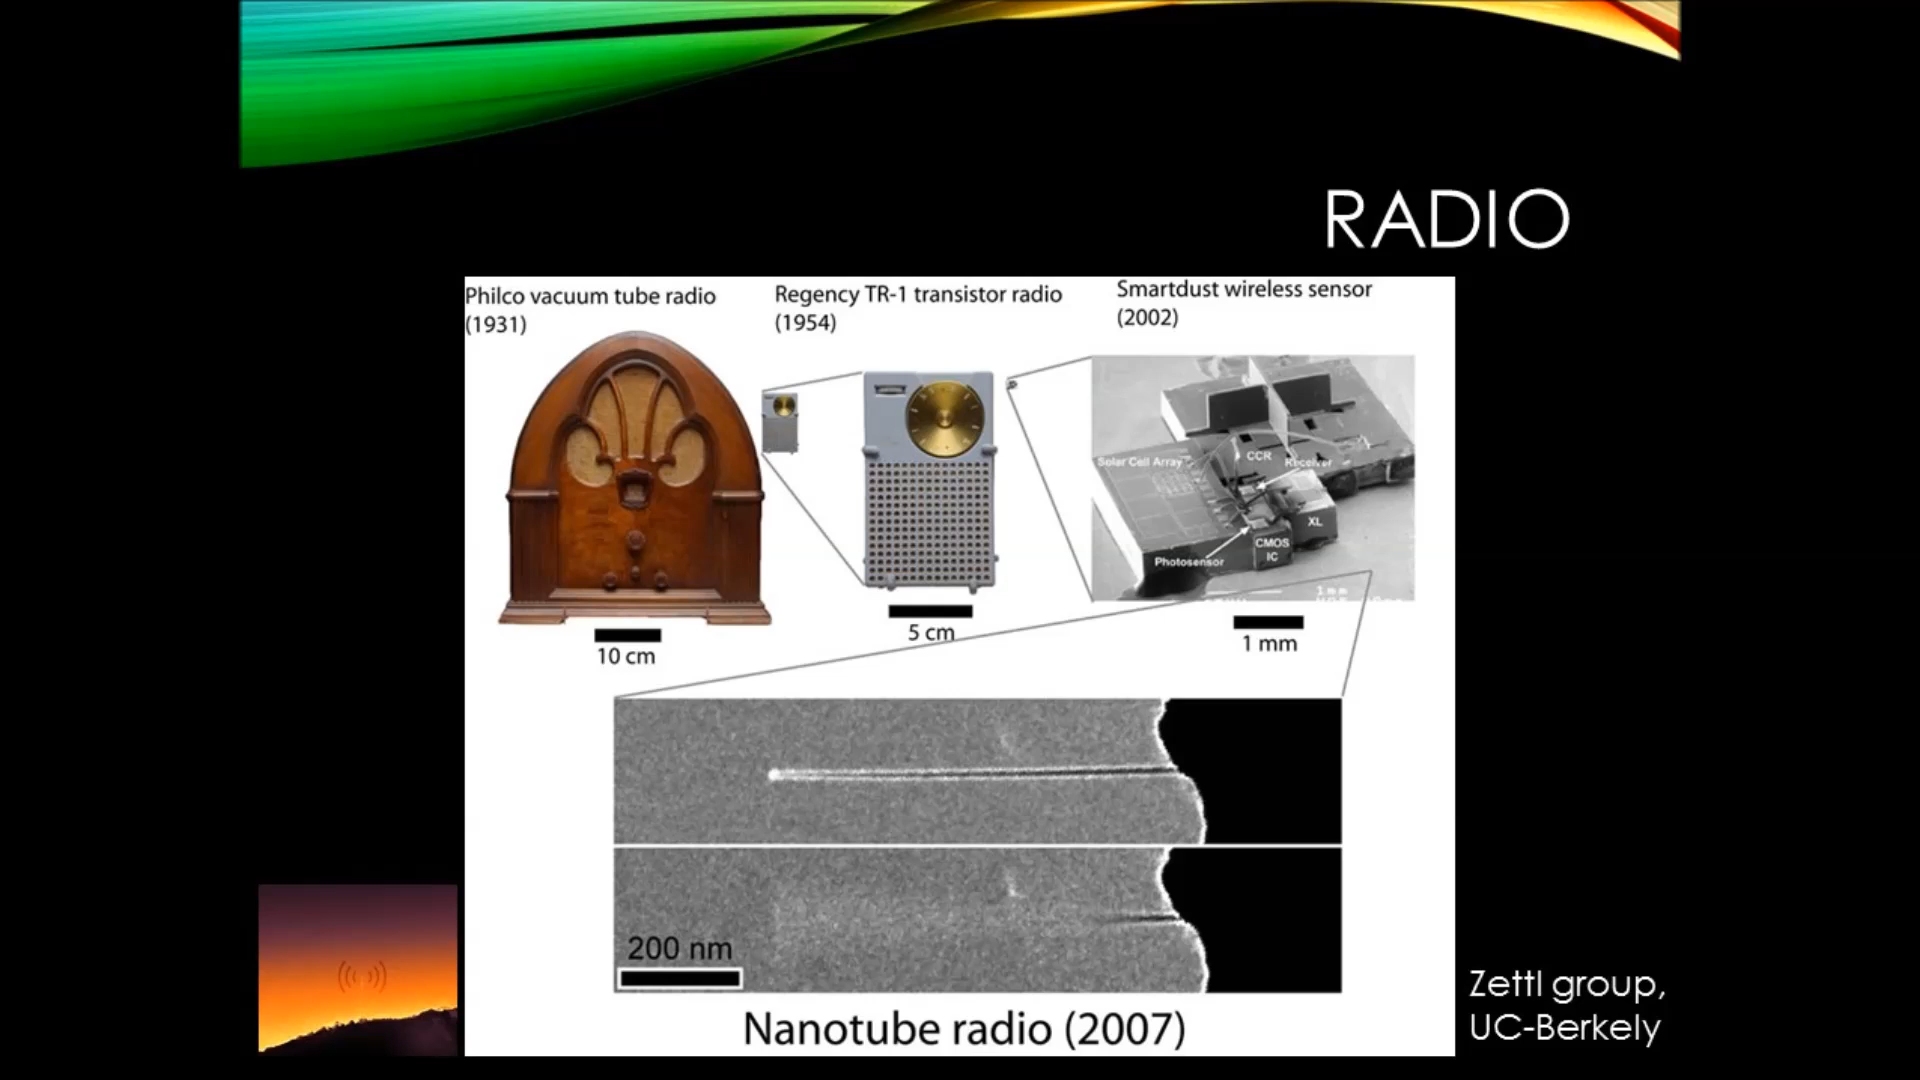 RADIO
Philco vacuum tube radio
(1931)
Regency TR-1 transistor radio
(1954)
Smartdust wireless sensor
(2002)
Solar Cell Array
CCR
Receiver
XL
CMOS
IC
Photosensor
1mm
10 cm
5 cm
1 mm
200 nm
Nanotube radio (2007)
Zettl group,
UC-Berkely